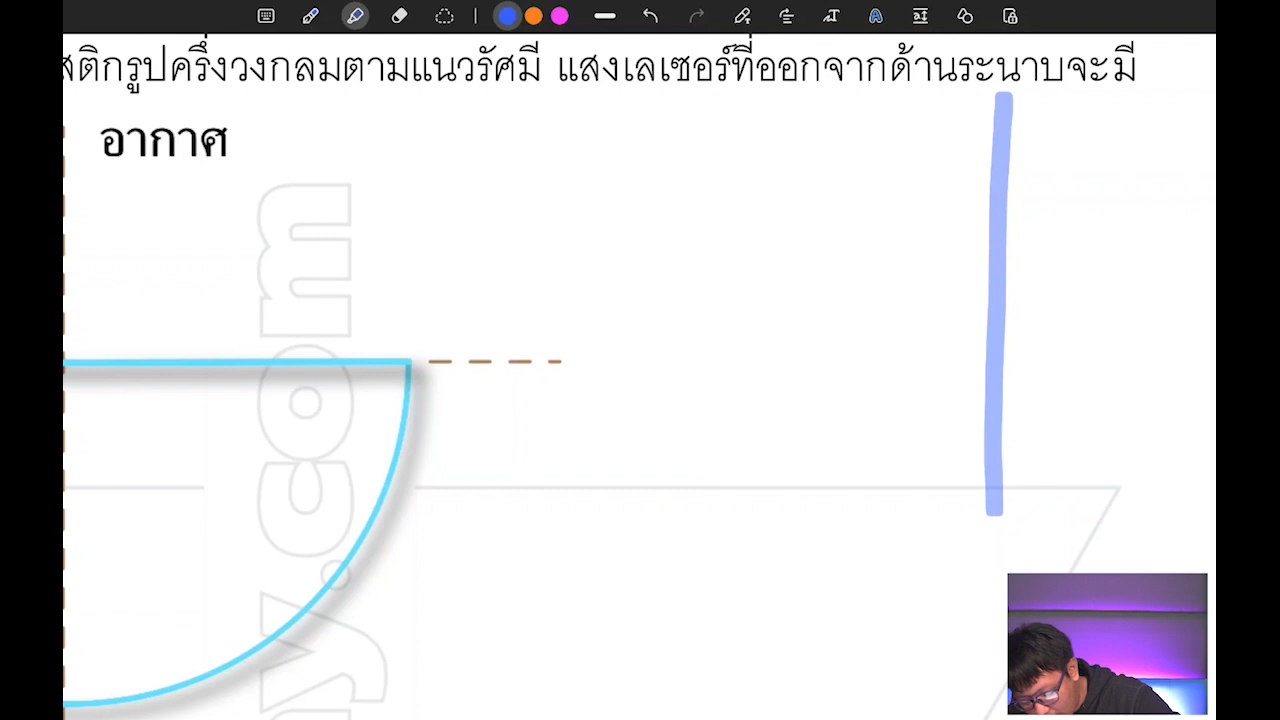 สติกรูปครึ่งวงกลมตามแนวรัศมี แสงเลเซอร์ที่ออกจากด้านระนาบจะมี
อากาศ
y.com